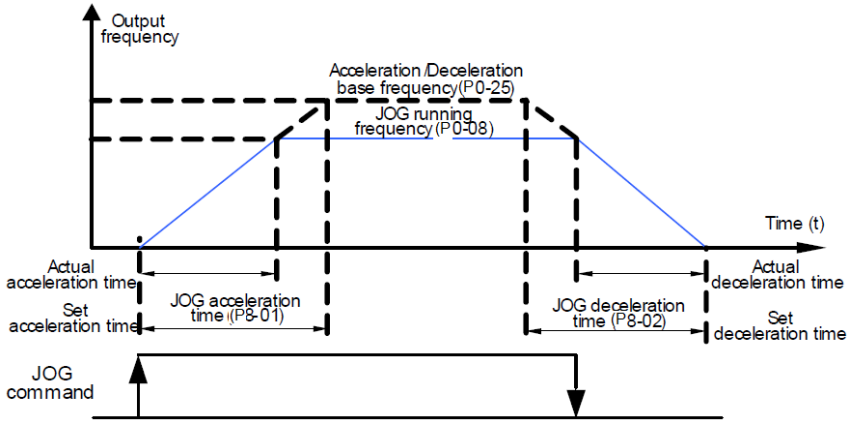 Output
frequency
Acceleration/Deceleration
base frequency(P0-25)
JOG running
frequency(P0-08)
Time (t)
Actual
acceleration time
Actual
deceleration time
Set
acceleration time
JOG acceleration
time (P8-01)
JOG deceleration
time (P8-02)
Set
deceleration time
JOG
command